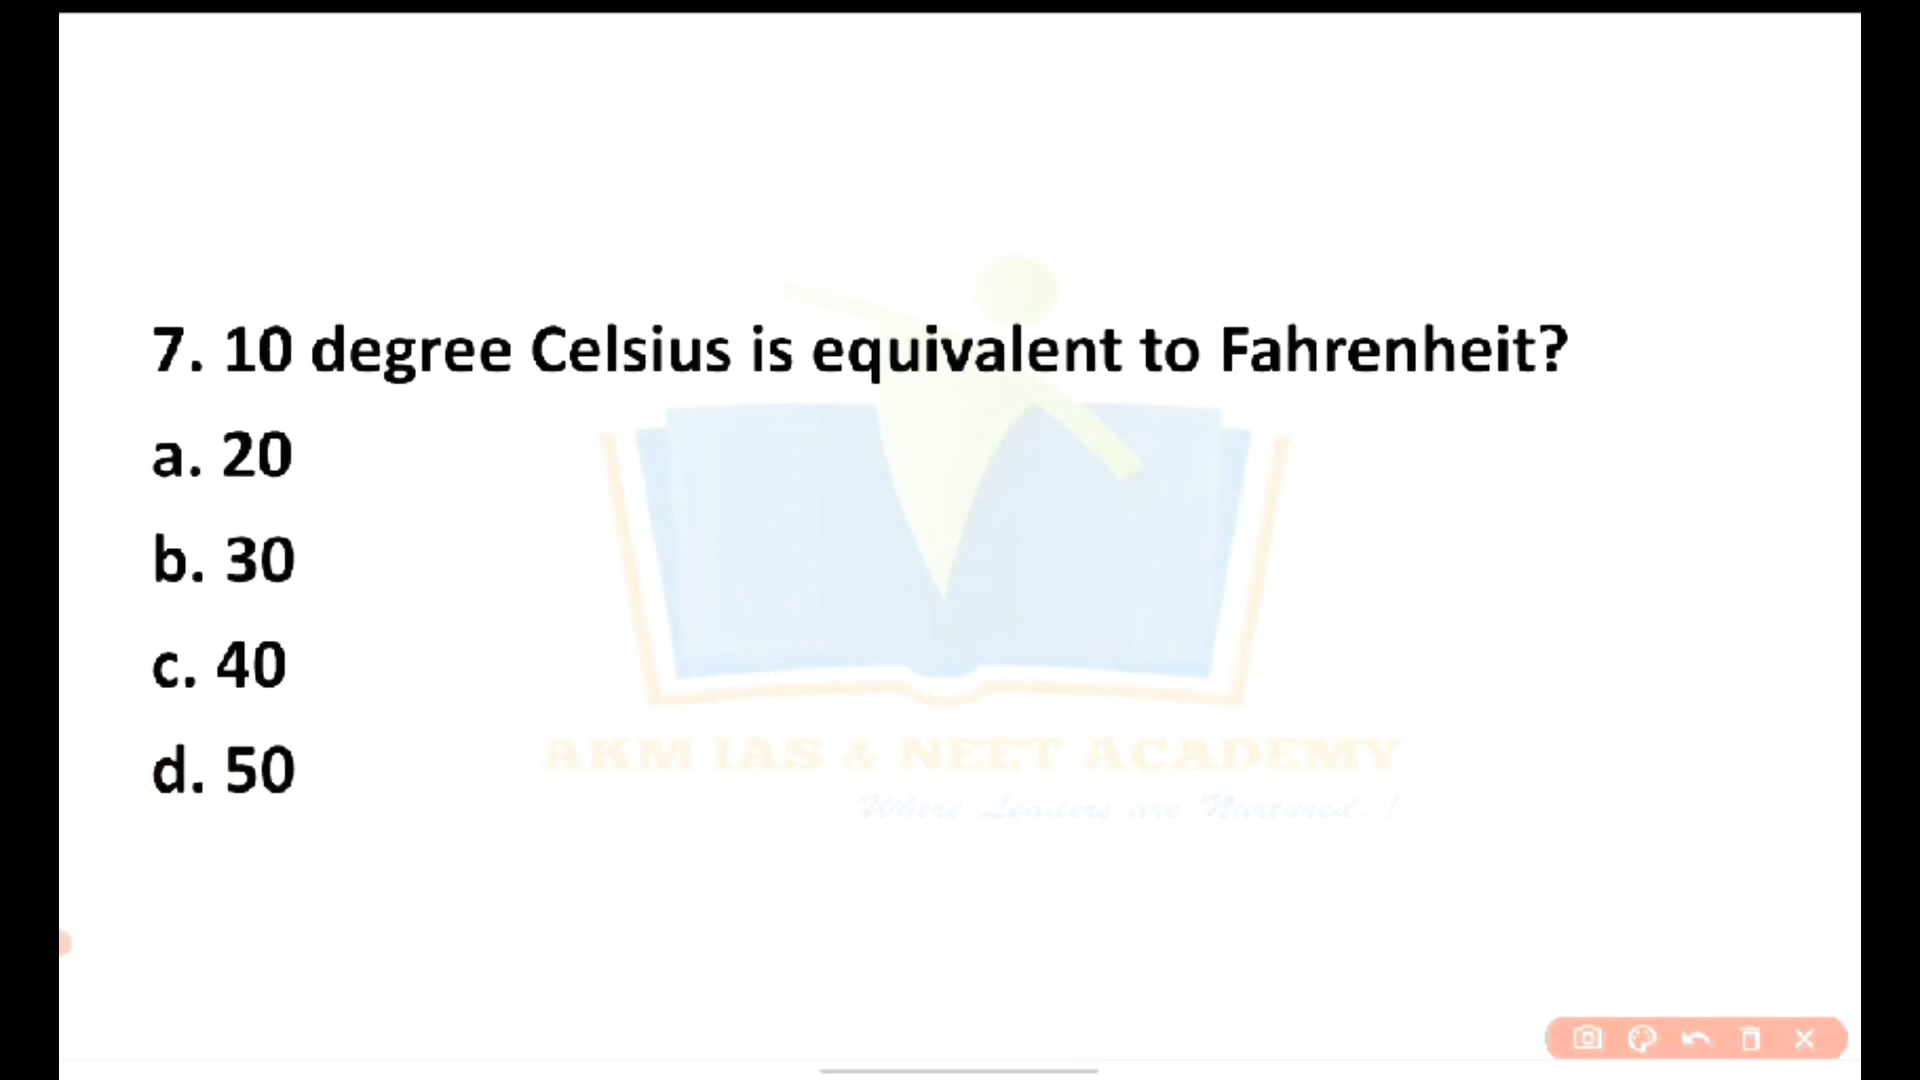 7. 10 degree Celsius is equivalent to Fahrenheit?
a. 20
b. 30
c. 40
d. 50
AKM IAS & NEET ACADEMY
Where Leaders are Nurtured..!